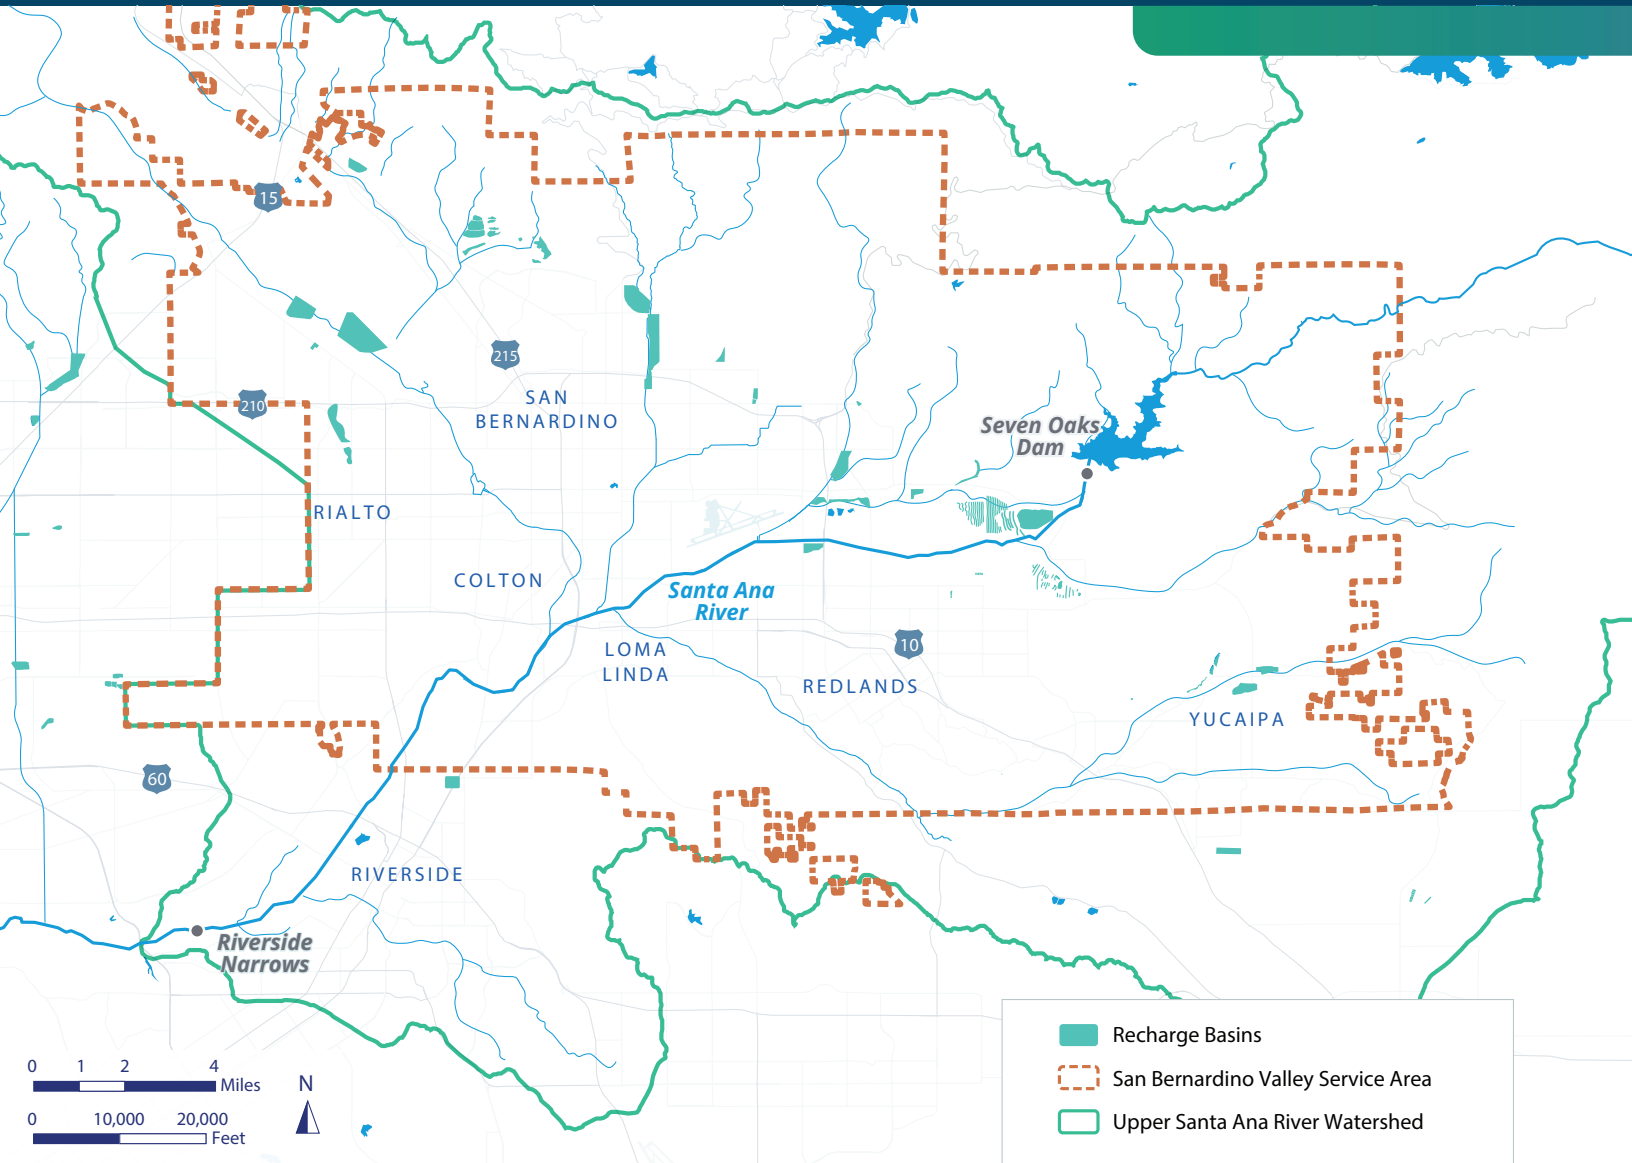 15
215
SAN
BERNARDINO
210
Seven Oaks
Dam
RIALTO
COLTON
Santa Ana
River
LOMA
LINDA
10
REDLANDS
YUCAIPA
60
RIVERSIDE
Riverside
Narrows
Recharge Basins
San Bernardino Valley Service Area
Upper Santa Ana River Watershed
0 1 2 4
Miles
N
0 10,000 20,000
Feet